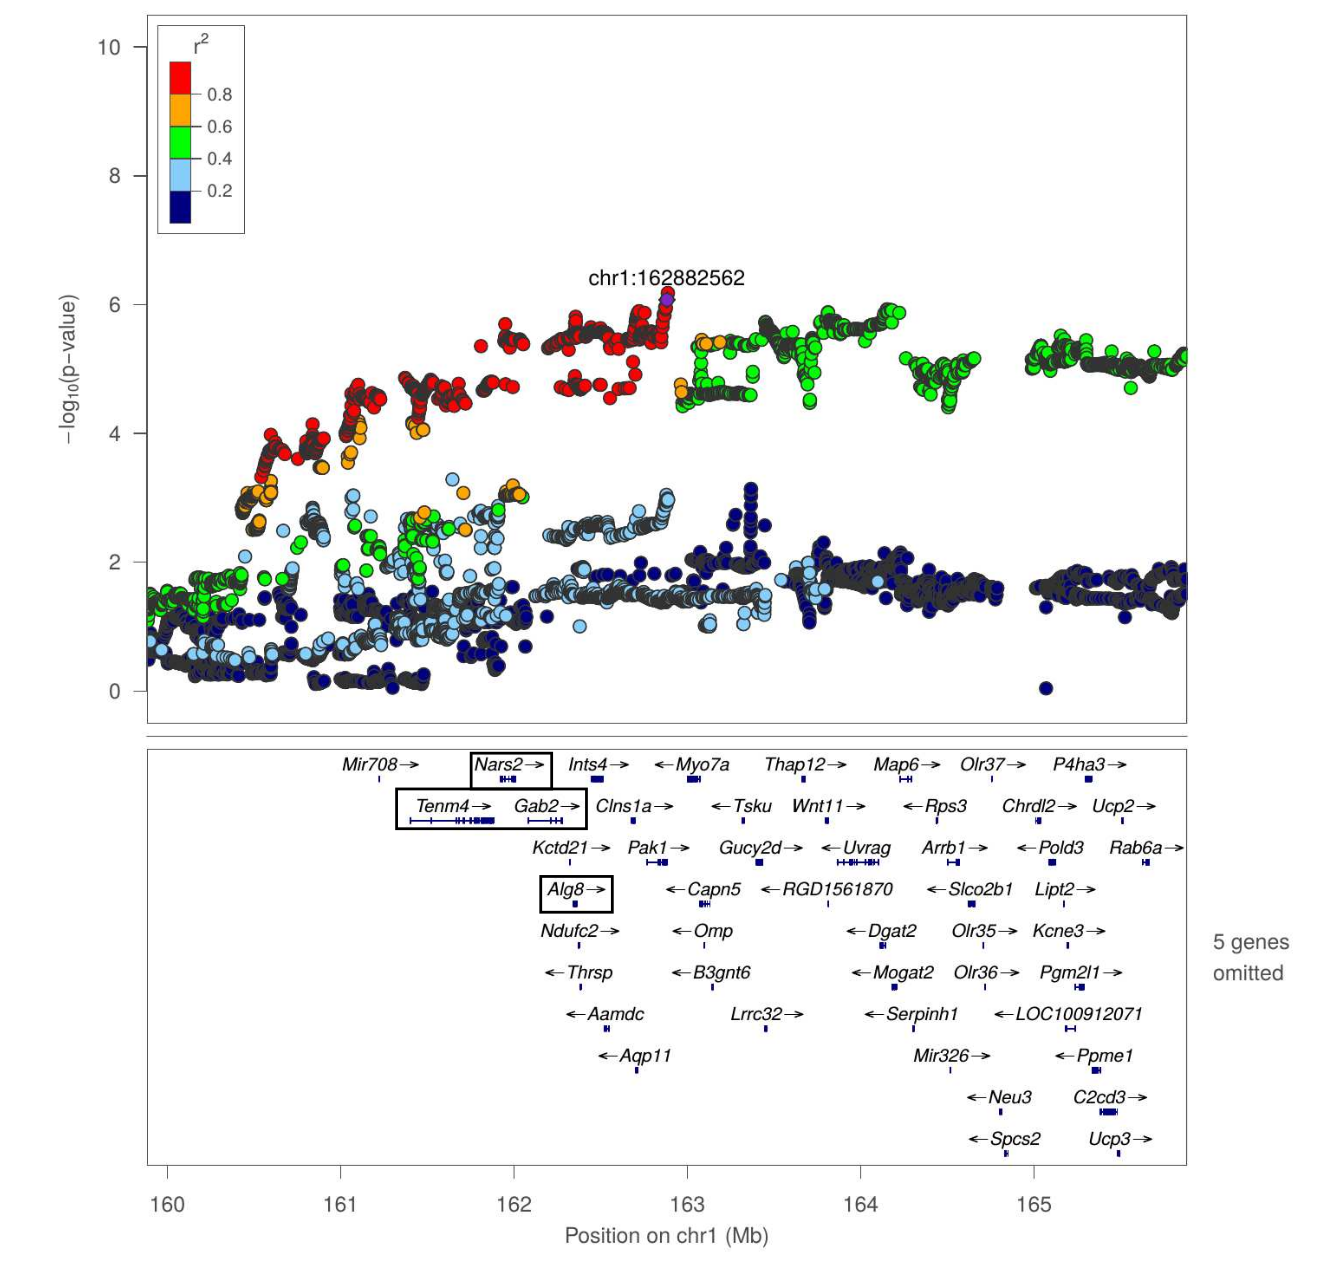 10
8
6
4
2
0
−log10(p−value)
r2
0.8
0.6
0.4
0.2
chr1:162882562
Mir708→ Nars2→ Ints4→ ←Myo7a Thap12→ Map6→ Olr37→ P4ha3→
Tenm4→ Gab2→ Clns1a→ ←Tsku Wnt11→ ←Rps3 Chrdl2→ Ucp2→
Kctd21→ Pak1→ Gucy2d→ ←Uvrag Arrb1→ ←Pold3 Rab6a→
Alg8→ ←Capn5 ←RGD1561870 ←Slco2b1 Lipt2→
Ndufc2→ ←Omp ←Dgat2 Olr35→ Kcne3→
←Thrsp ←B3gnt6 ←Mogat2 Olr36→ Pgm2l1→
←Aamdc Lrrc32→ ←Serpinh1 ←LOC100912071
←Aqp11 Mir326→ ←Ppme1
←Neu3 C2cd3→
←Spcs2 Ucp3→
5 genes
omitted
160 161 162 163 164 165
Position on chr1 (Mb)